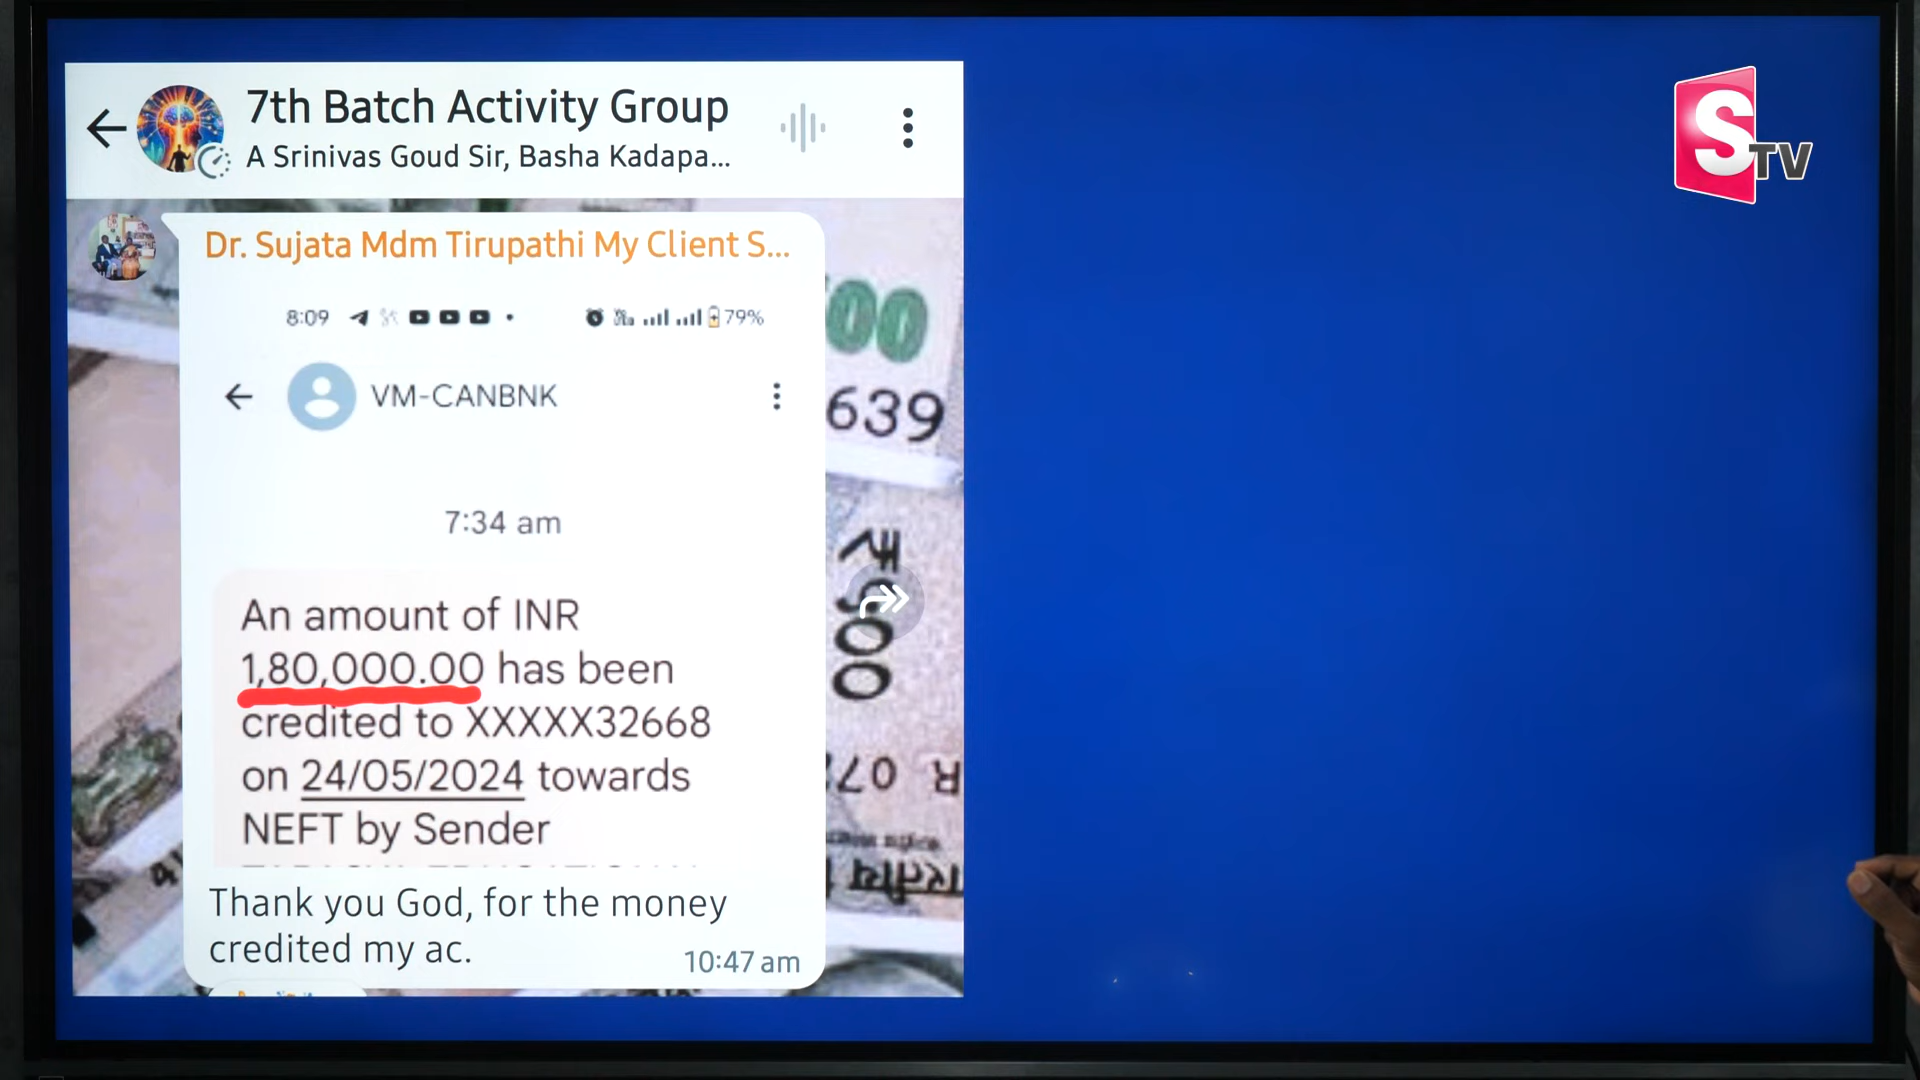 7th Batch Activity Group
A Srinivas Goud Sir, Basha Kadapa...
STV
Dr. Sujata Mdm Tirupathi My Client S...
8:09
79%
00
VM-CANBNK
639
7:34 am
₹500
An amount of INR
1,80,000.00 has been
credited to XXXXX32668
on 24/05/2024 towards
NEFT by Sender
Thank you God, for the money
credited my ac.
10:47 am